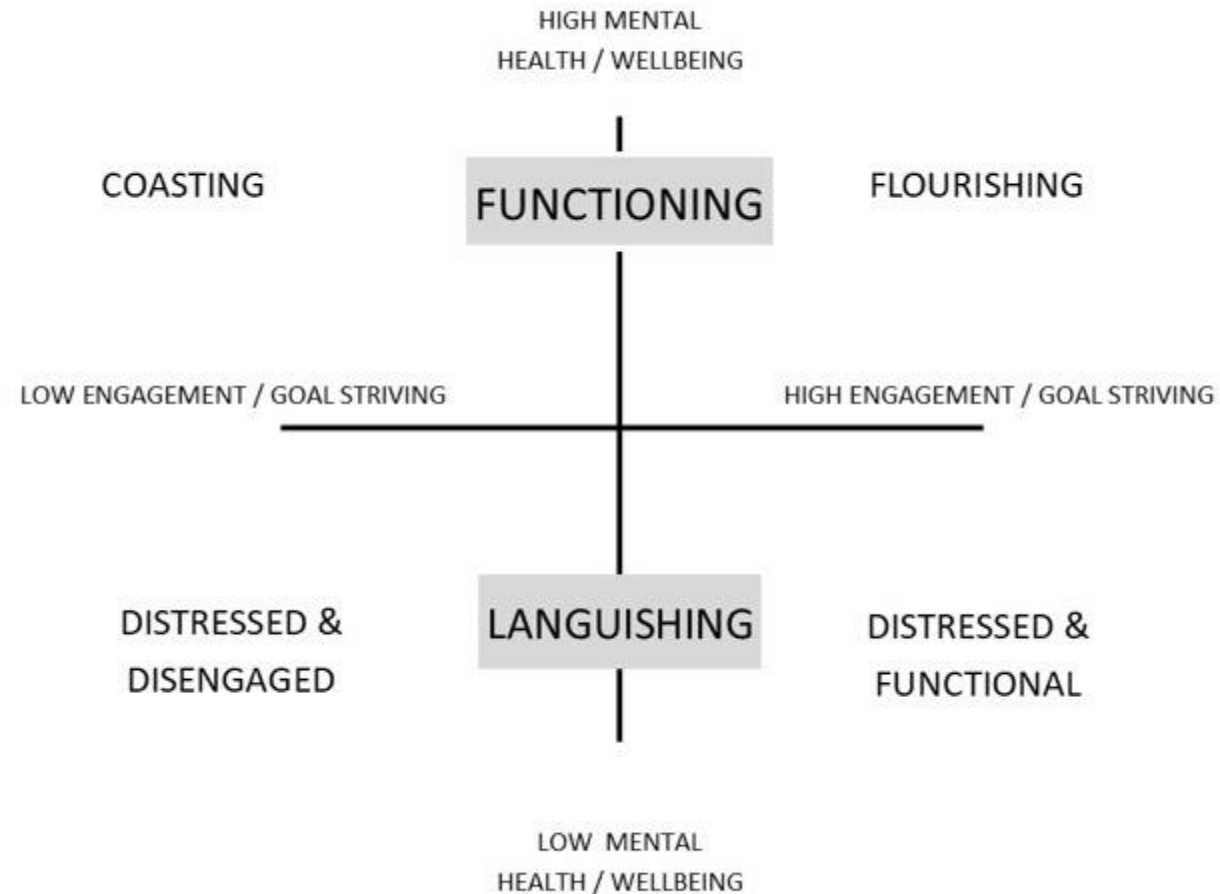 HIGH MENTAL
HEALTH / WELLBEING
COASTING
FUNCTIONING
FLOURISHING
LOW ENGAGEMENT / GOAL STRIVING
HIGH ENGAGEMENT / GOAL STRIVING
DISTRESSED &
DISENGAGED
LANGUISHING
DISTRESSED &
FUNCTIONAL
LOW MENTAL
HEALTH / WELLBEING